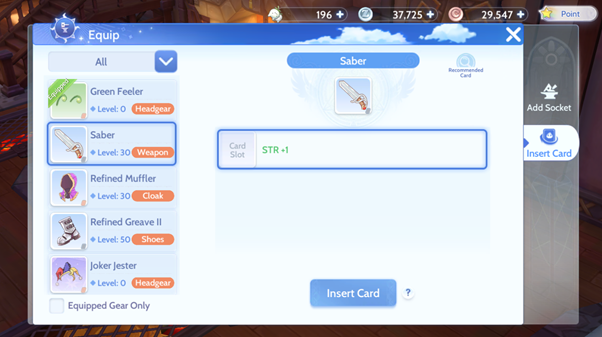 196 +
37,725 +
29,547 +
Point
Equip
All
Equipped
Green Feeler
Level: 0 Headgear
Saber
Level: 30 Weapon
Refined Muffler
Level: 30 Cloak
Refined Greave II
Level: 50 Shoes
Joker Jester
Level: 0 Headgear
Equipped Gear Only
Saber
Recommended
Card
Card
Slot
STR +1
Insert Card ?
Add Socket
Insert Card